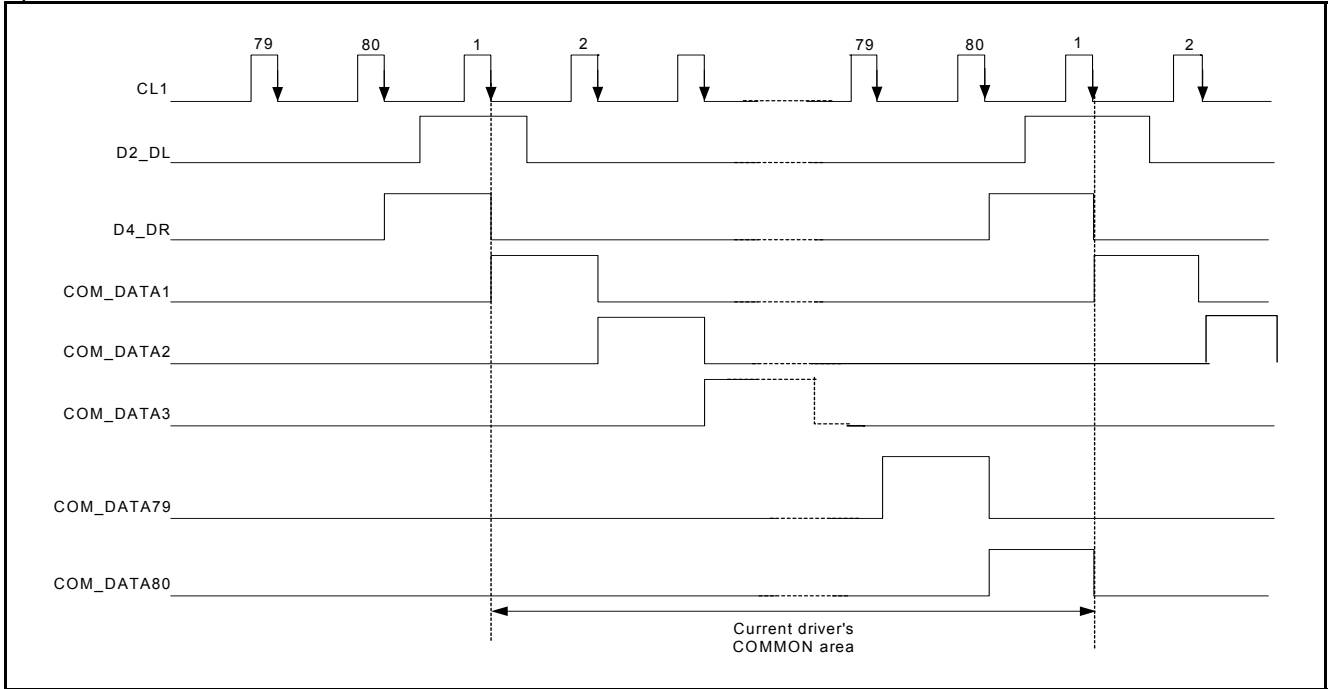 79 80 1 2 79 80 1 2
CL1
D2_DL
D4_DR
COM_DATA1
COM_DATA2
COM_DATA3
COM_DATA79
COM_DATA80
Current driver's
COMMON area